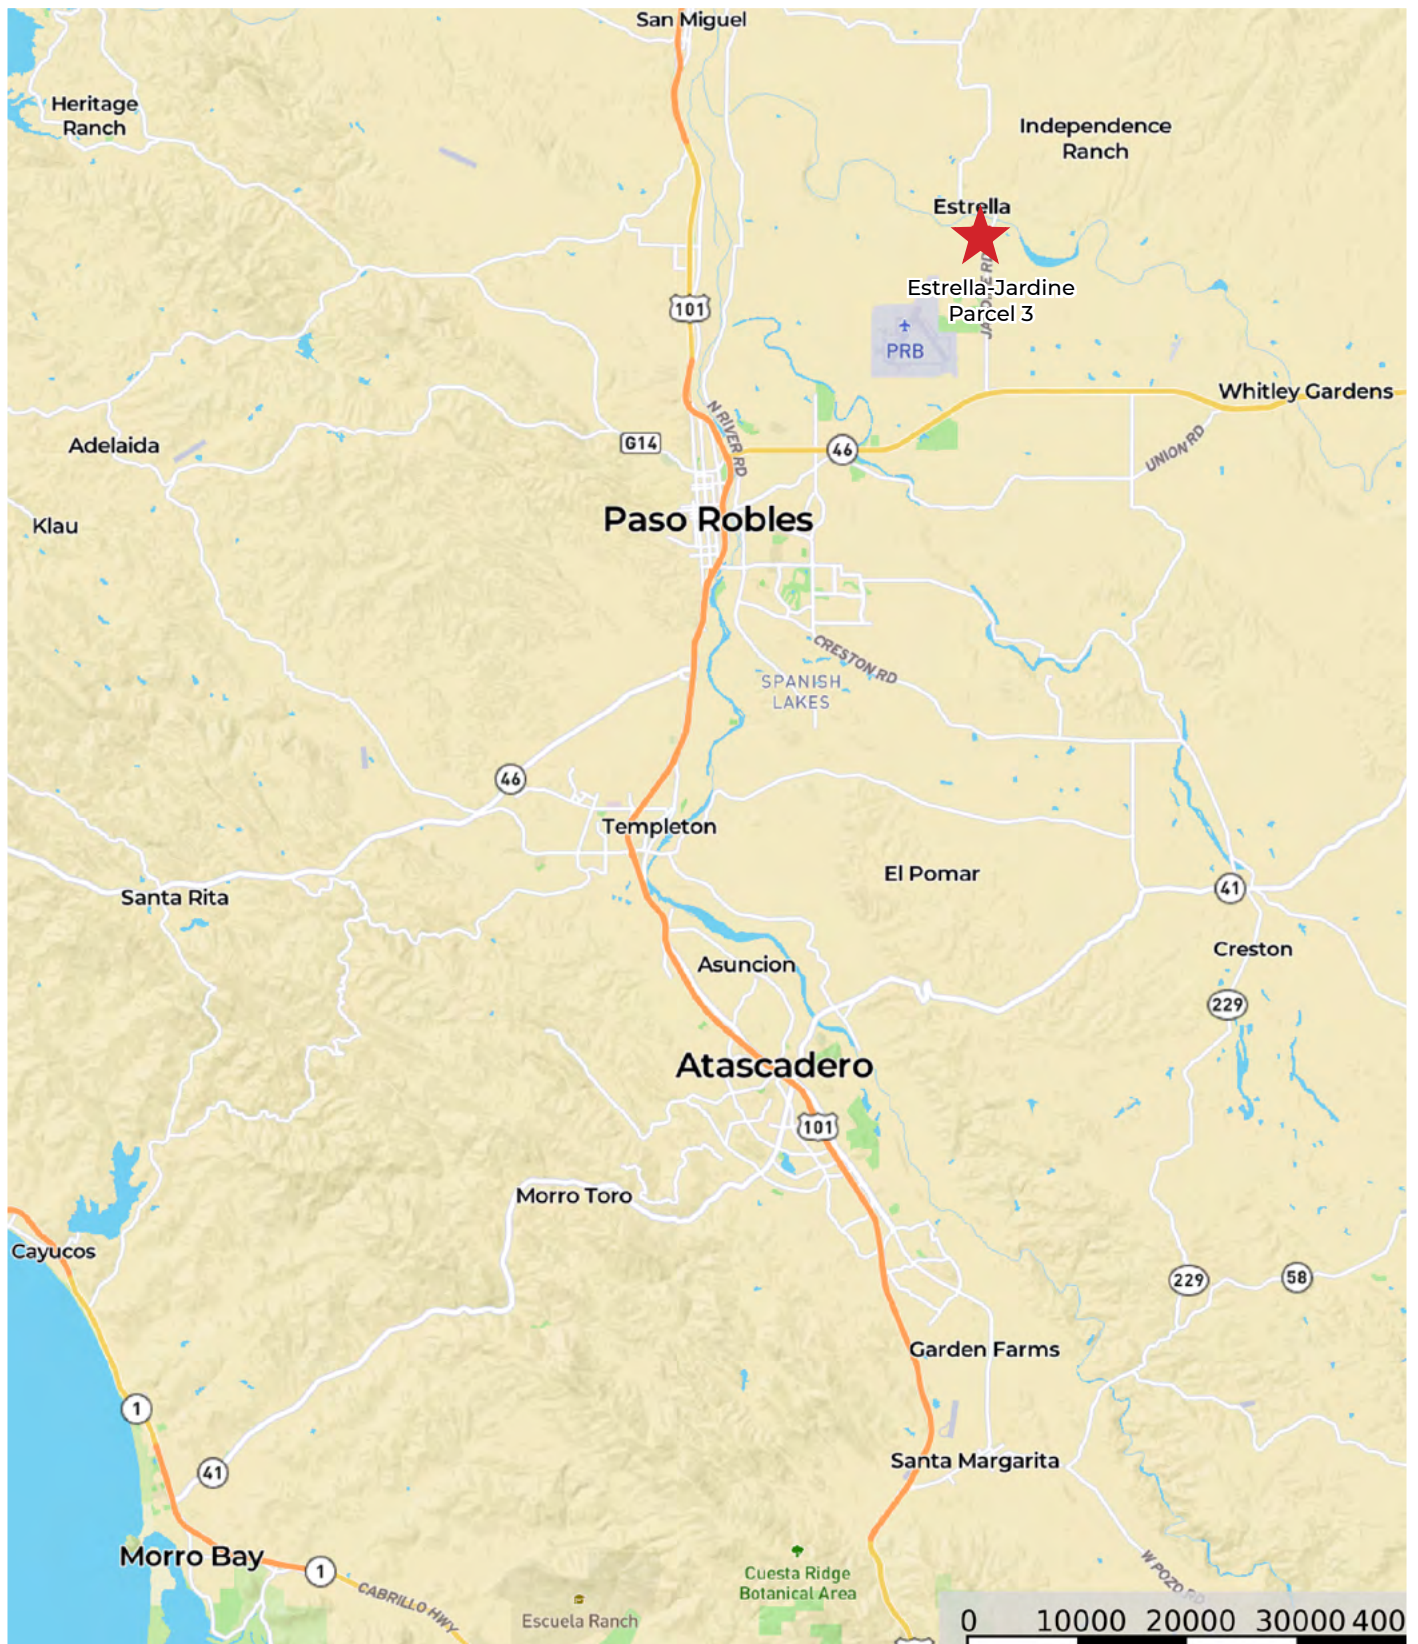 San Miguel
Heritage
Ranch
Independence
Ranch
Estrella
JARDINE RD
Estrella-Jardine
Parcel 3
101
PRB
Whitley Gardens
N RIVER RD
Adelaida
G14
46
UNION RD
Klau
Paso Robles
CRESTON RD
SPANISH
LAKES
46
Templeton
El Pomar
Santa Rita
41
Creston
Asuncion
229
Atascadero
101
Morro Toro
Cayucos
229
58
Garden Farms
1
Santa Margarita
41
Morro Bay
1
CABRILLO HWY
Cuesta Ridge
Botanical Area
W POZO RD
Escuela Ranch
0 10000 20000 30000 400